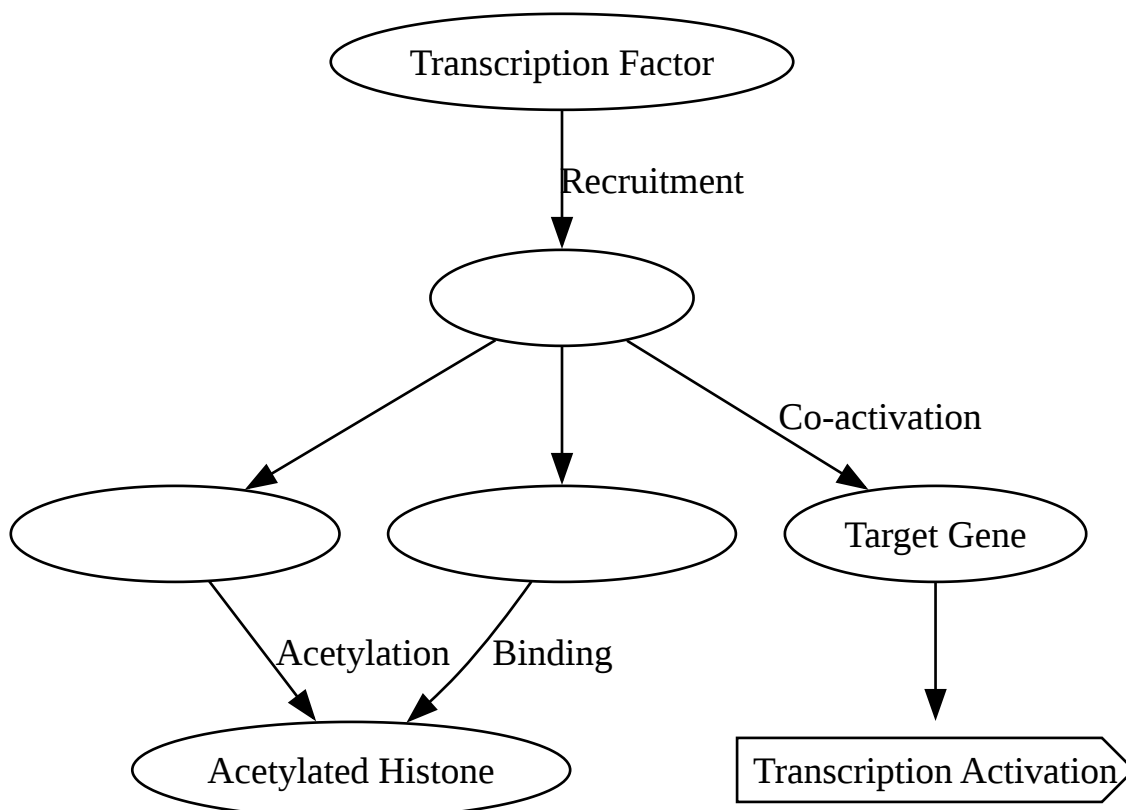 Transcription Factor
Recruitment
Co-activation
Target Gene
Acetylation
Binding
Acetylated Histone
Transcription Activation